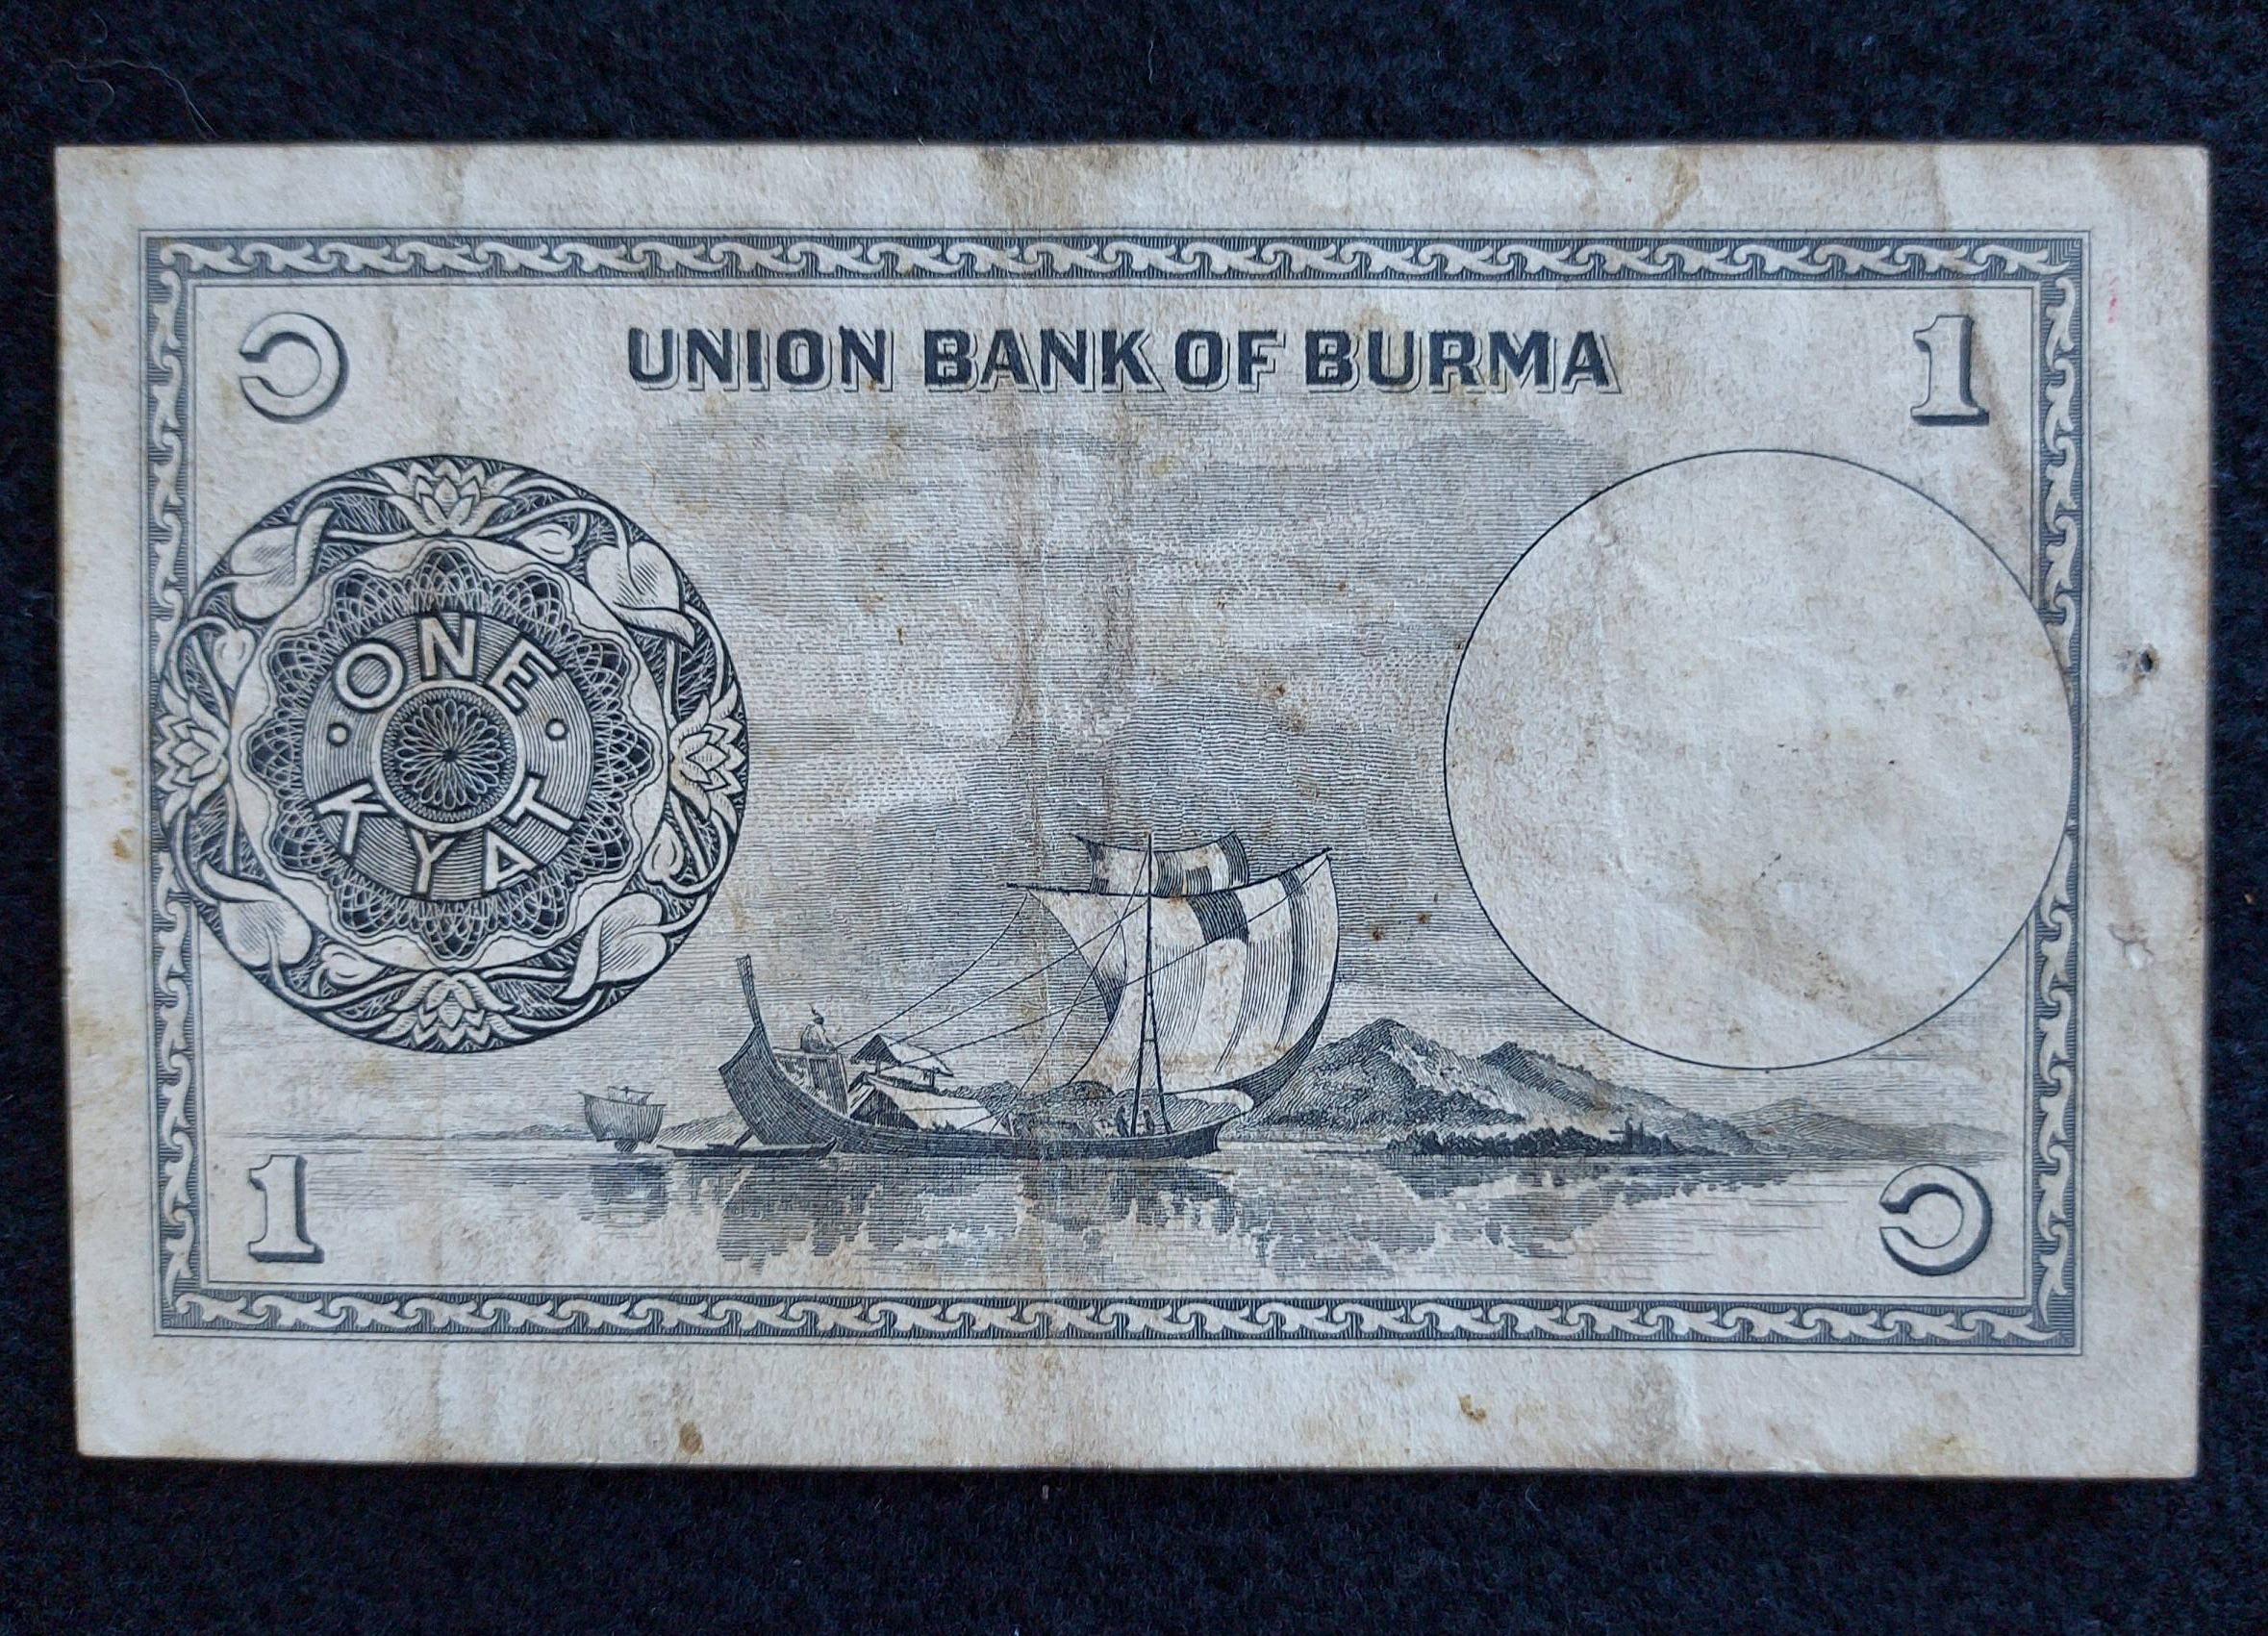 ၁
UNION BANK OF BURMA
1
ONE
KYAT
1
၁